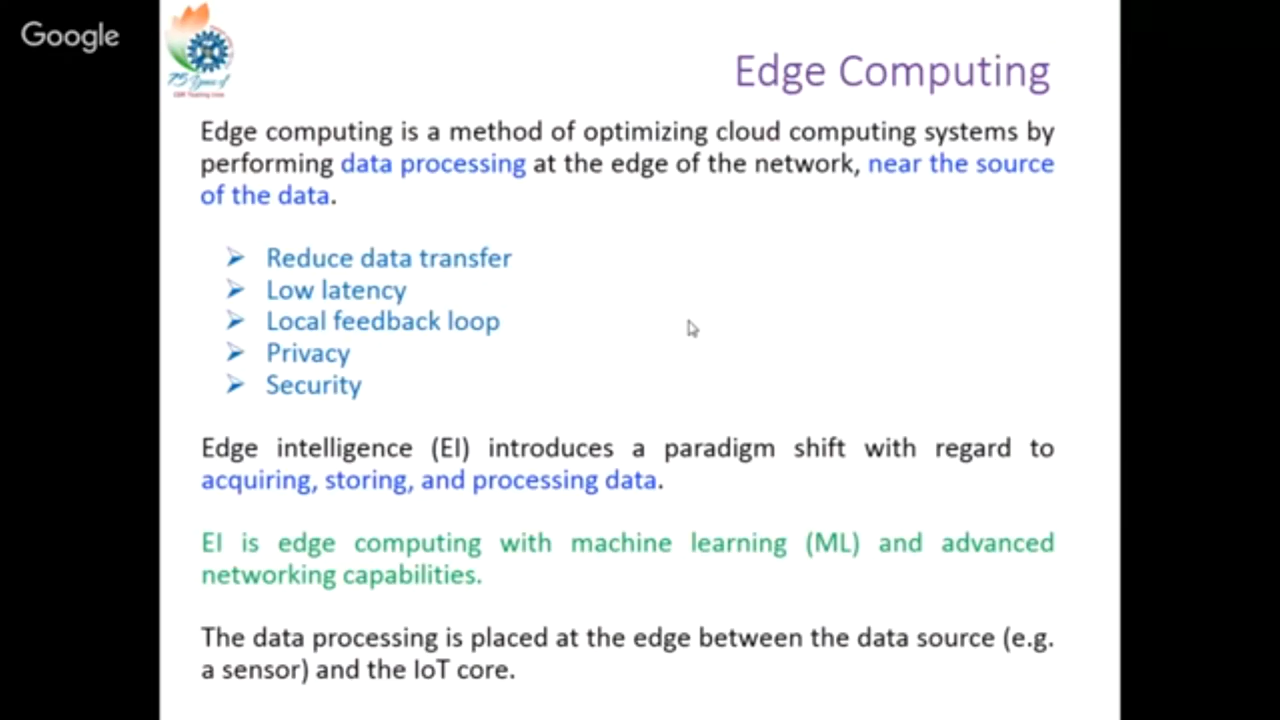 Google
75 Years of
Edge Computing
Edge computing is a method of optimizing cloud computing systems by
performing data processing at the edge of the network, near the source
of the data.
➢ Reduce data transfer
➢ Low latency
➢ Local feedback loop
➢ Privacy
➢ Security
Edge intelligence (EI) introduces a paradigm shift with regard to
acquiring, storing, and processing data.
EI is edge computing with machine learning (ML) and advanced
networking capabilities.
The data processing is placed at the edge between the data source (e.g.
a sensor) and the IoT core.